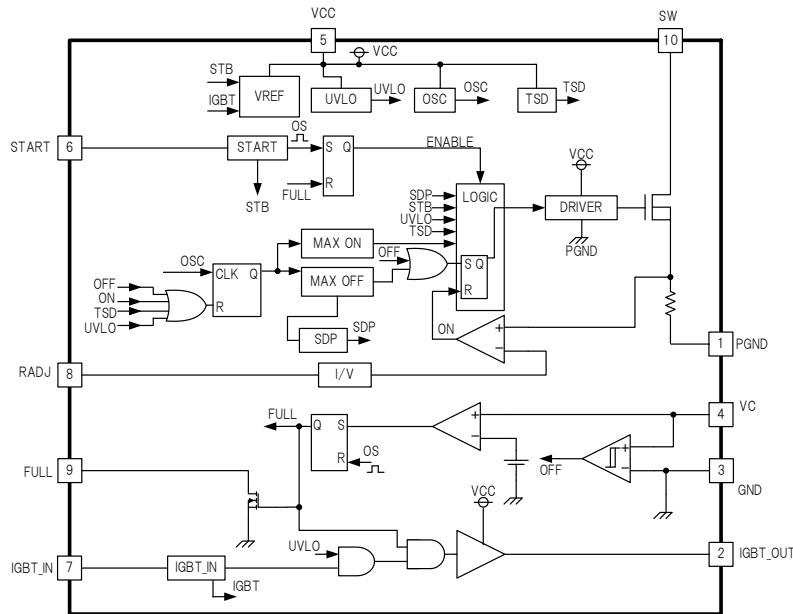 VCC
SW
5
VCC
10
STB
IGBT
VREF
UVLO
UVLO
OSC
OSC
TSD
TSD
START
6
START
OS
S Q
R
ENABLE
STB
FULL
VCC
SDP
STB
UVLO
TSD
LOGIC
DRIVER
PGND
OSC
CLK Q
R
MAX ON
MAX OFF
OFF
S Q
R
OFF
ON
TSD
UVLO
SDP
SDP
ON
+
−
1
PGND
RADJ
8
I/V
FULL
Q S
R
OS
+
−
4
VC
OFF
+
−
3
GND
FULL
9
VCC
UVLO
IGBT_IN
7
IGBT_IN
IGBT
2
IGBT_OUT